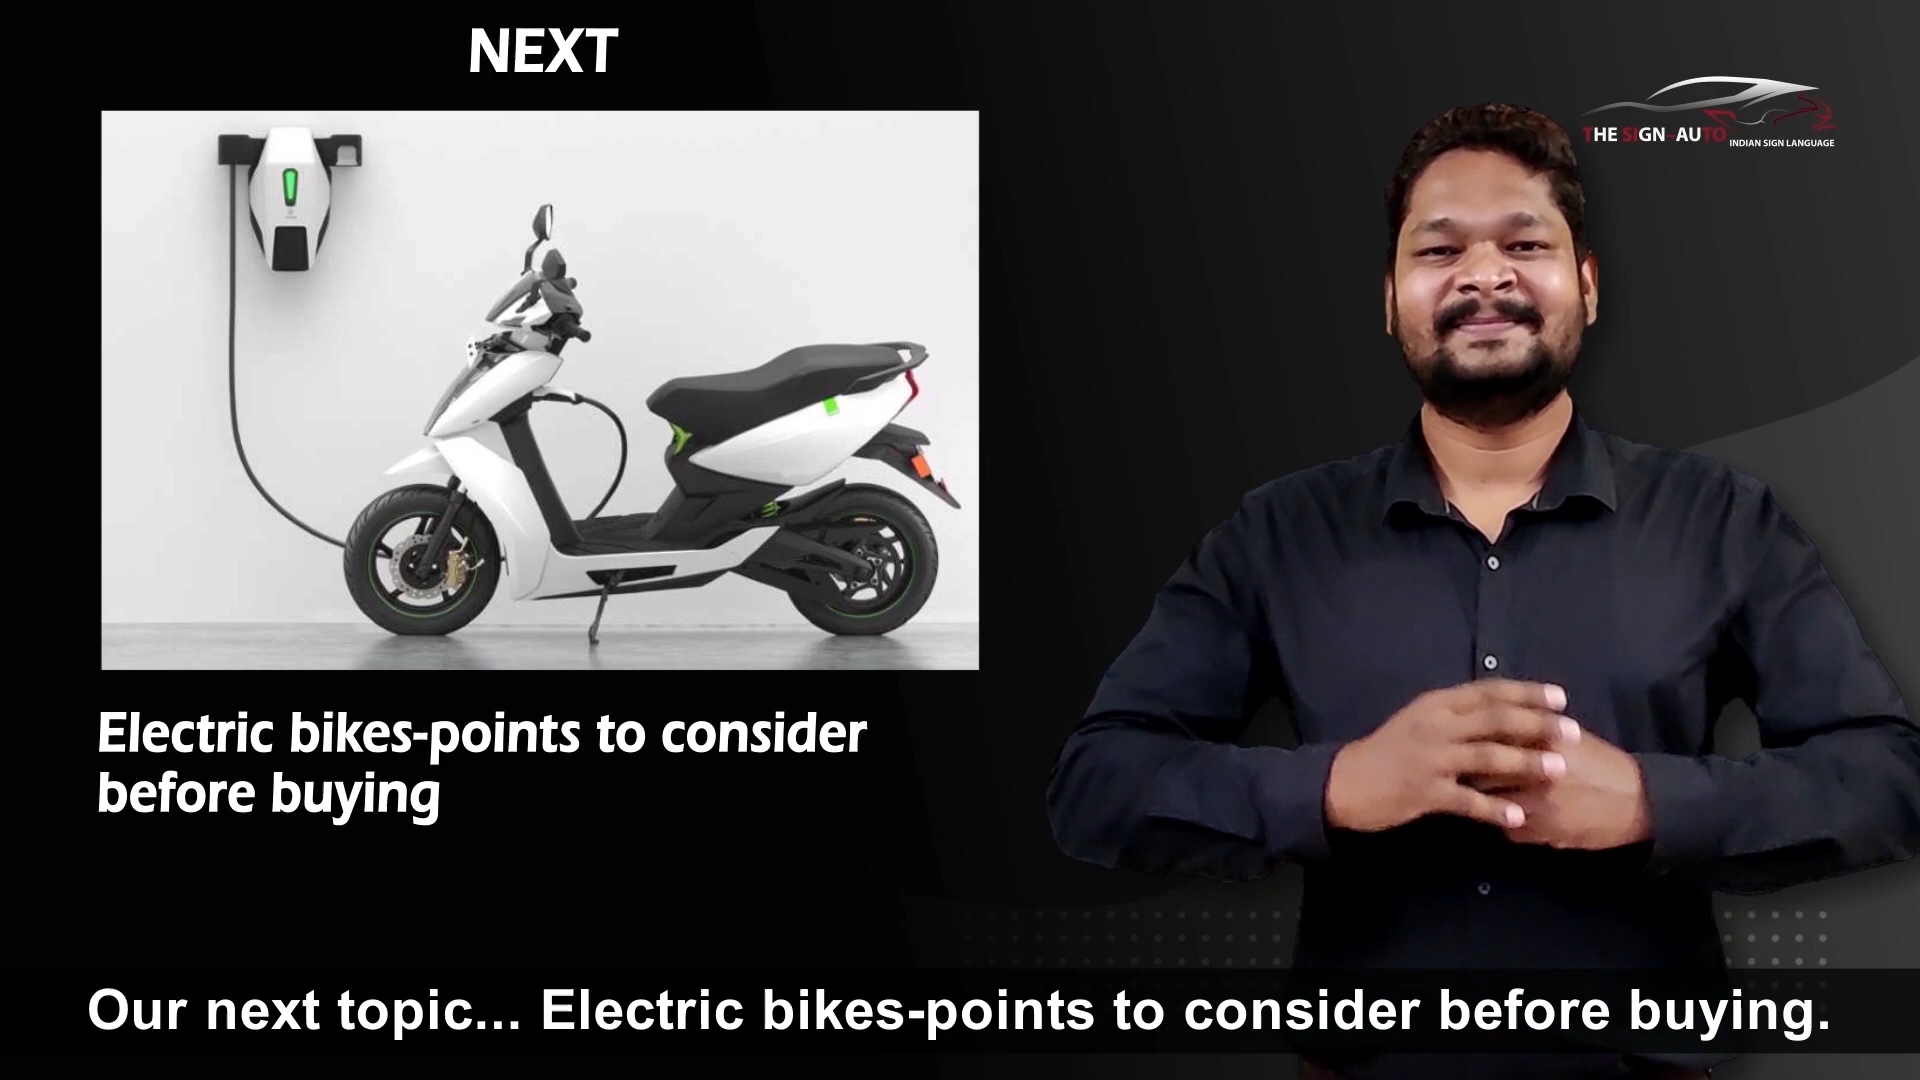 NEXT
THE SIGN-AUTO
INDIAN SIGN LANGUAGE
Electric bikes-points to consider
before buying
Our next topic... Electric bikes-points to consider before buying.